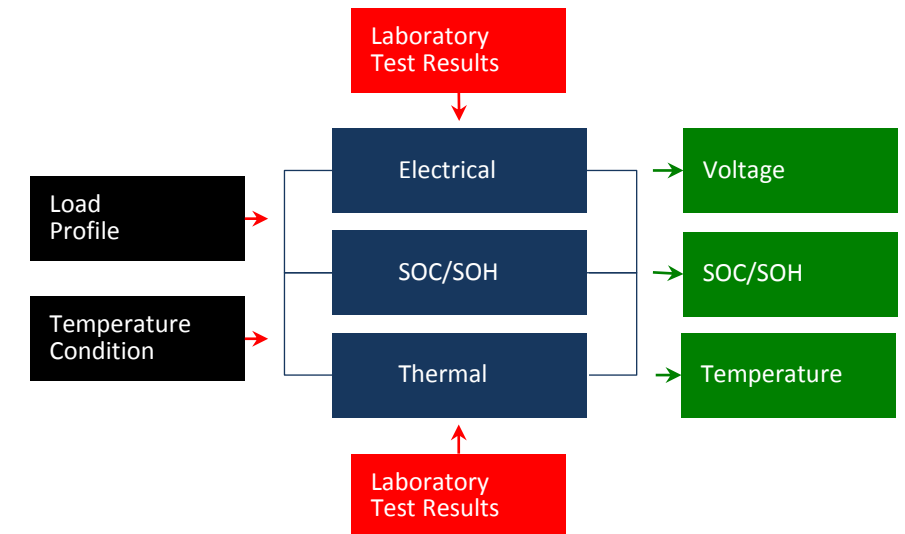 Laboratory
Test Results
Load
Profile
Temperature
Condition
Electrical
SOC/SOH
Thermal
Voltage
SOC/SOH
Temperature
Laboratory
Test Results